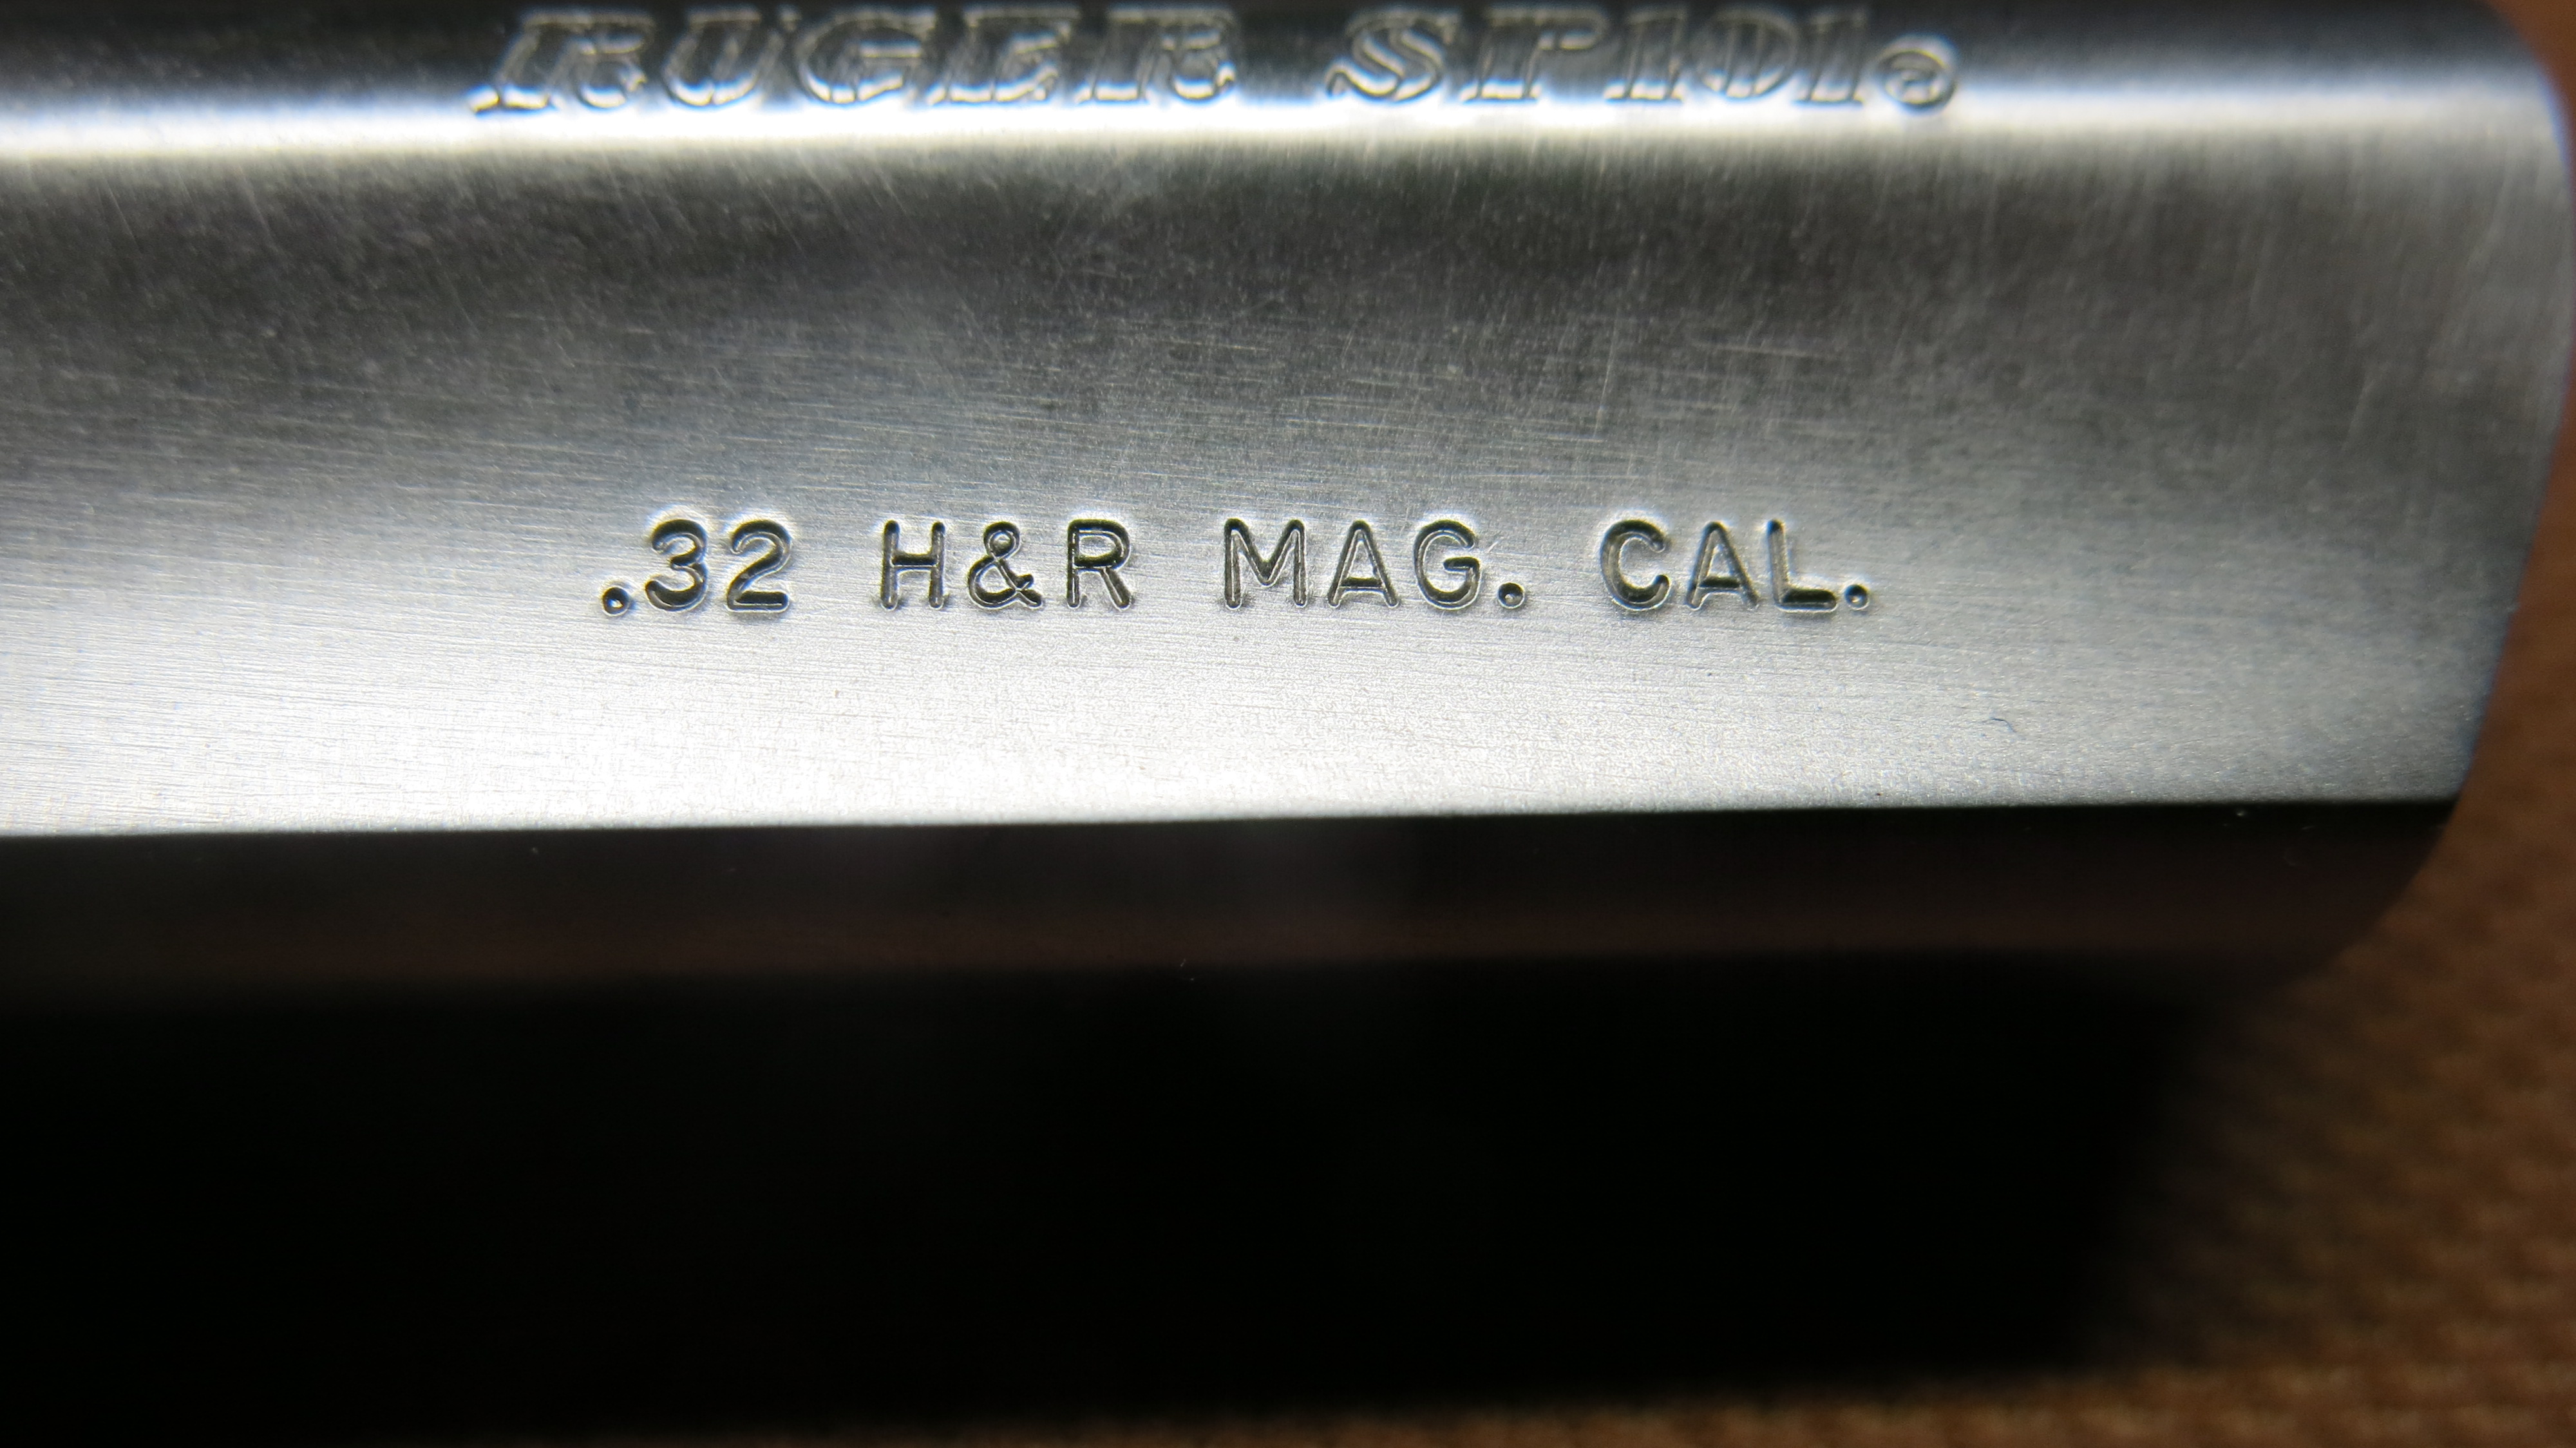 RUGER SP101®
.32 H&R MAG. CAL.